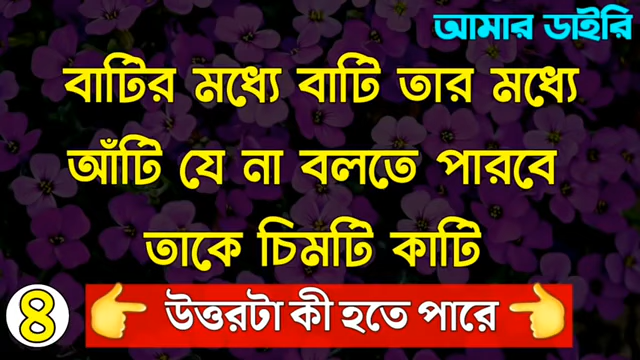 আমার ডাইরি
বাটির মধ্যে বাটি তার মধ্যে
আঁটি যে না বলতে পারবে
তাকে চিমটি কাটি
৪ উত্তরটা কী হতে পারে